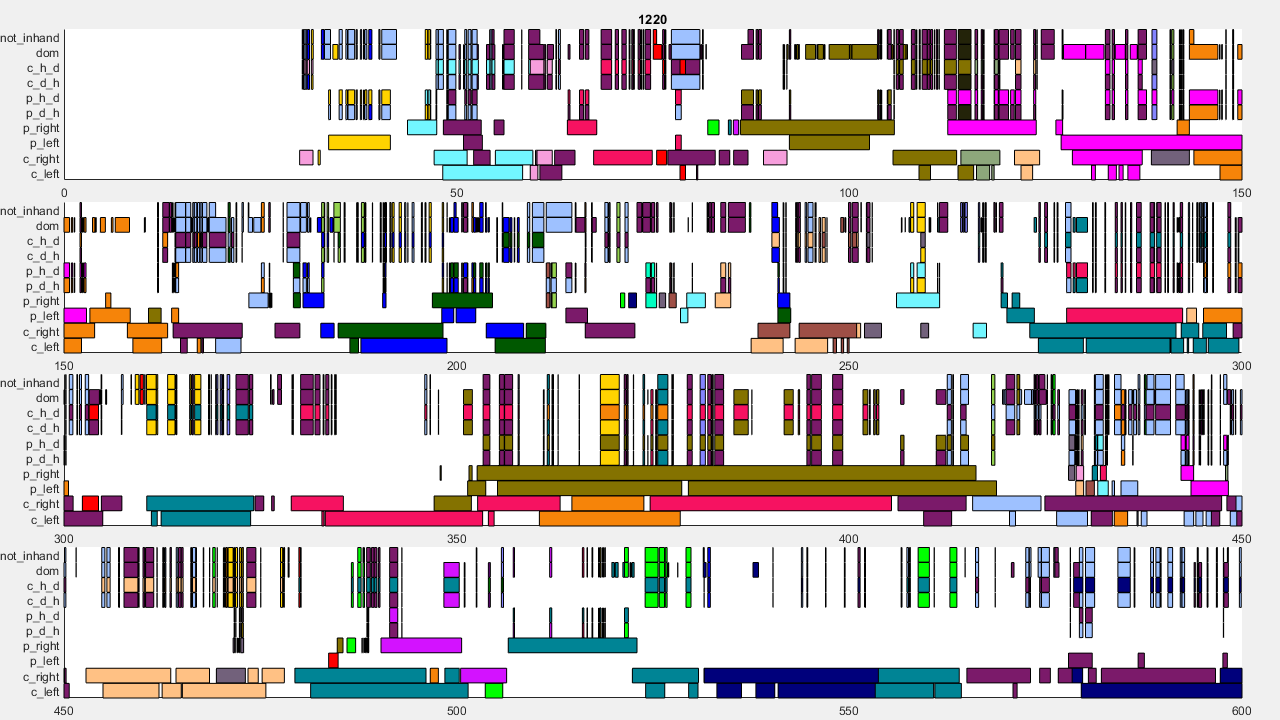 1220
not_inhand
dom
c_h_d
c_d_h
p_h_d
p_d_h
p_right
p_left
c_right
c_left
0 50 100 150
not_inhand
dom
c_h_d
c_d_h
p_h_d
p_d_h
p_right
p_left
c_right
c_left
150 200 250 300
not_inhand
dom
c_h_d
c_d_h
p_h_d
p_d_h
p_right
p_left
c_right
c_left
300 350 400 450
not_inhand
dom
c_h_d
c_d_h
p_h_d
p_d_h
p_right
p_left
c_right
c_left
450 500 550 600